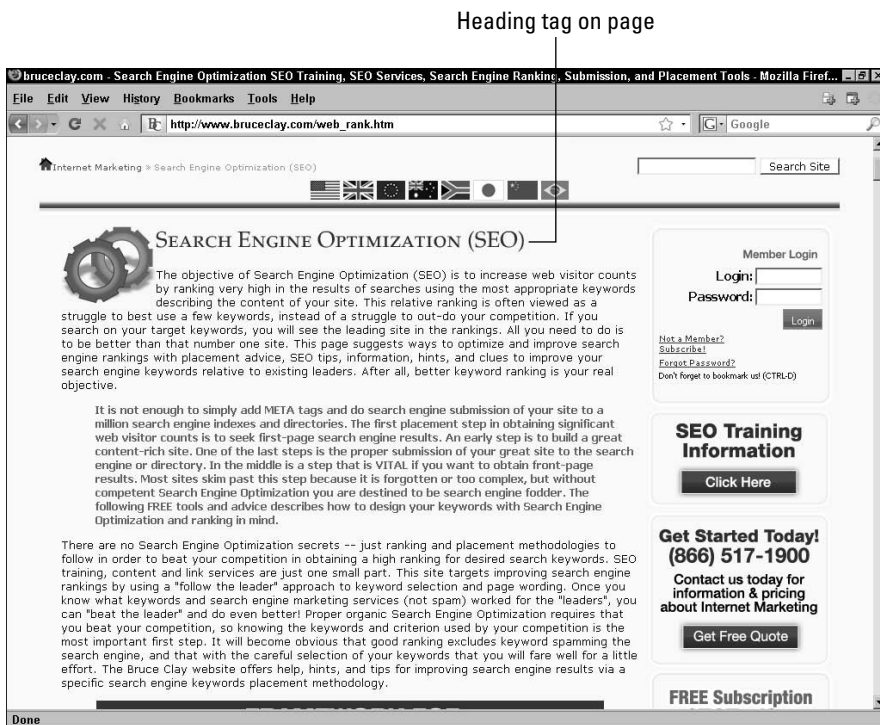 Heading tag on page
bruceclay.com - Search Engine Optimization SEO Training, SEO Services, Search Engine Ranking, Submission, and Placement Tools - Mozilla Firef...
File Edit View History Bookmarks Tools Help
http://www.bruceclay.com/web_rank.htm
G Google
Internet Marketing » Search Engine Optimization (SEO)
Search Site
SEARCH ENGINE OPTIMIZATION (SEO)
The objective of Search Engine Optimization (SEO) is to increase web visitor counts
by ranking very high in the results of searches using the most appropriate keywords
describing the content of your site. This relative ranking is often viewed as a
struggle to best use a few keywords, instead of a struggle to out-do your competition. If you
search on your target keywords, you will see the leading site in the rankings. All you need to do is
to be better than that number one site. This page suggests ways to optimize and improve search
engine rankings with placement advice, SEO tips, information, hints, and clues to improve your
search engine keywords relative to existing leaders. After all, better keyword ranking is your real
objective.
It is not enough to simply add META tags and do search engine submission of your site to a
million search engine indexes and directories. The first placement step in obtaining significant
web visitor counts is to seek first-page search engine results. An early step is to build a great
content-rich site. One of the last steps is the proper submission of your great site to the search
engine or directory. In the middle is a step that is VITAL if you want to obtain front-page
results. Most sites skim past this step because it is forgotten or too complex, but without
competent Search Engine Optimization you are destined to be search engine fodder. The
following FREE tools and advice describes how to design your keywords with Search Engine
Optimization and ranking in mind.
There are no Search Engine Optimization secrets -- just ranking and placement methodologies to
follow in order to beat your competition in obtaining a high ranking for desired search keywords. SEO
training, content and link services are just one small part. This site targets improving search engine
rankings by using a "follow the leader" approach to keyword selection and page wording. Once you
know what keywords and search engine marketing services (not spam) worked for the "leaders", you
can "beat the leader" and do even better! Proper organic Search Engine Optimization requires that
you beat your competition, so knowing the keywords and criterion used by your competition is the
most important first step. It will become obvious that good ranking excludes keyword spamming the
search engine, and that with the careful selection of your keywords that you will fare well for a little
effort. The Bruce Clay website offers help, hints, and tips for improving search engine results via a
specific search engine keywords placement methodology.
Member Login
Login:
Password:
Login
Not a Member?
Subscribe!
Forgot Password?
Don't forget to bookmark us! (CTRL-D)
SEO Training
Information
Click Here
Get Started Today!
(866) 517-1900
Contact us today for
information & pricing
about Internet Marketing
Get Free Quote
FREE Subscription
Done